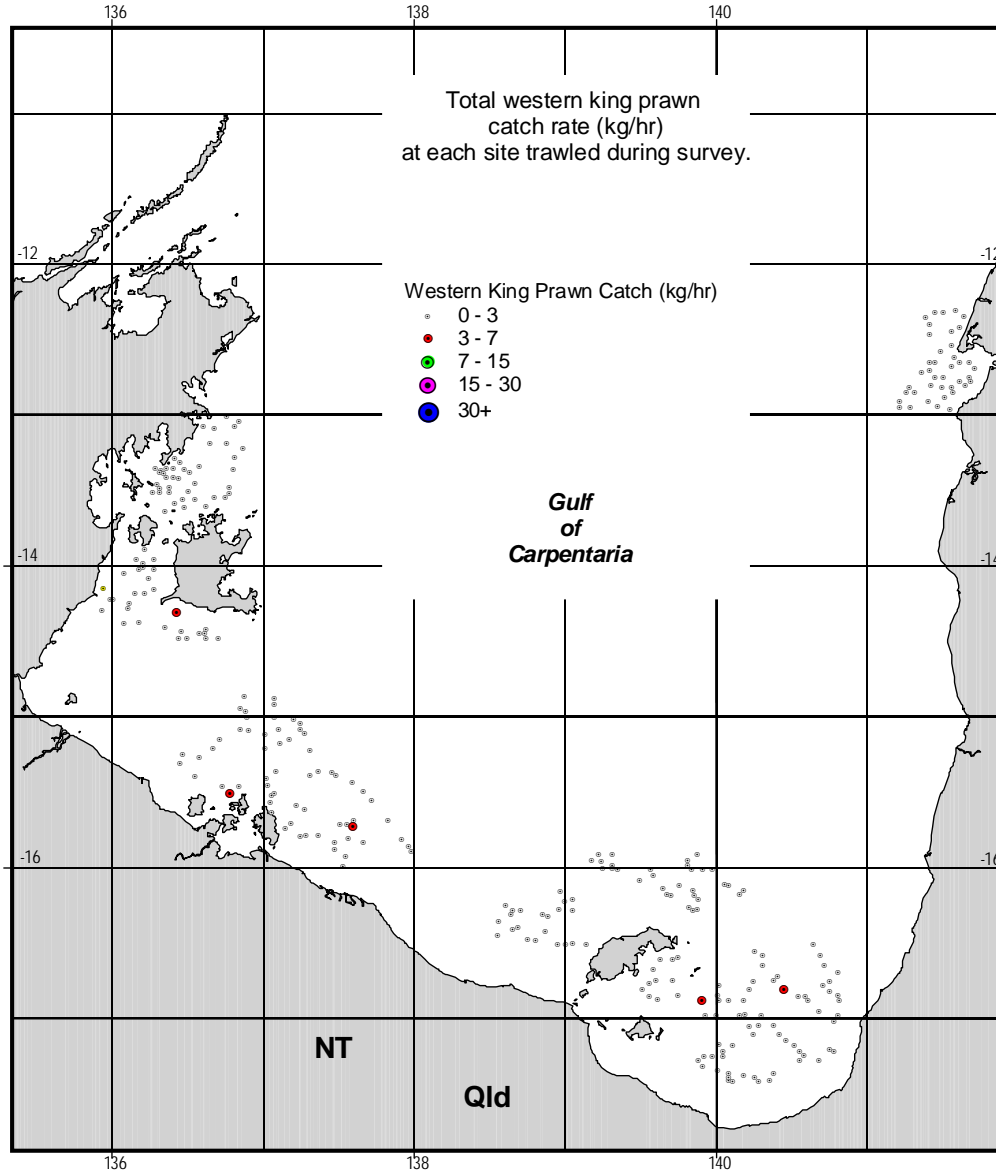 136 138 140
Total western king prawn
catch rate (kg/hr)
at each site trawled during survey.
-12 -12
Western King Prawn Catch (kg/hr)
0 - 3
3 - 7
7 - 15
15 - 30
30+
Gulf
of
Carpentaria
-14 -14
-16 -16
NT
Qld
136 138 140